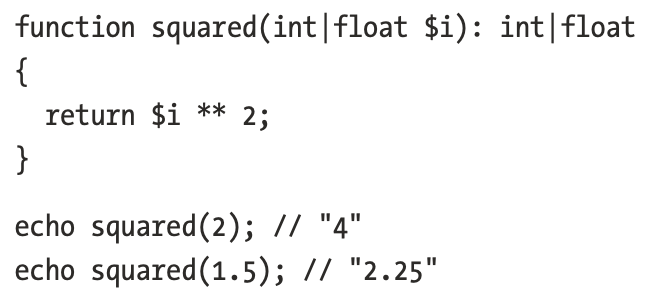 function squared(int|float $i): int|float
{
  return $i ** 2;
}
echo squared(2); // "4"
echo squared(1.5); // "2.25"